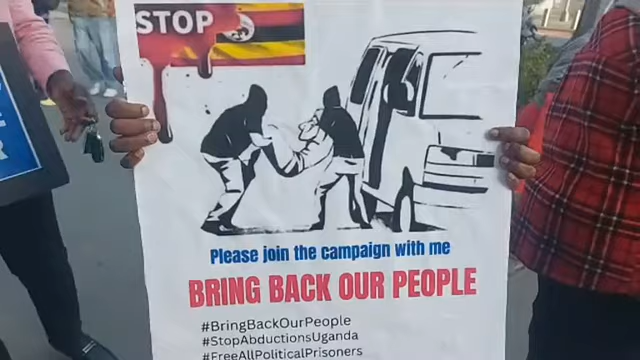 STOP
Please join the campaign with me
BRING BACK OUR PEOPLE
#BringBackOurPeople
#StopAbductionsUganda
#FreeAllPoliticalPrisoners